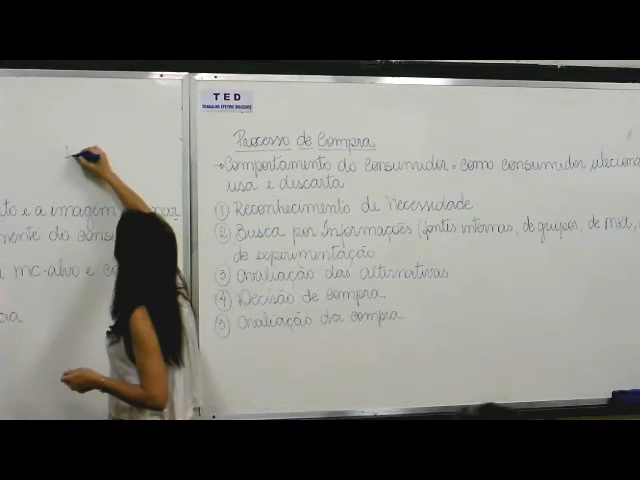 TED
TRABALHO EFETIVO DISCENTE
Processo de Compra
→ Comportamento do consumidor = como consumidor seleciona
usa e descarta
① Reconhecimento de necessidade
② Busca por Informações (fontes internas, de grupos, de mkt,
de experimentação
③ Avaliação das alternativas
④ Decisão de compra
⑤ Avaliação da compra
to e a imagem
mente do
mc-alvo e